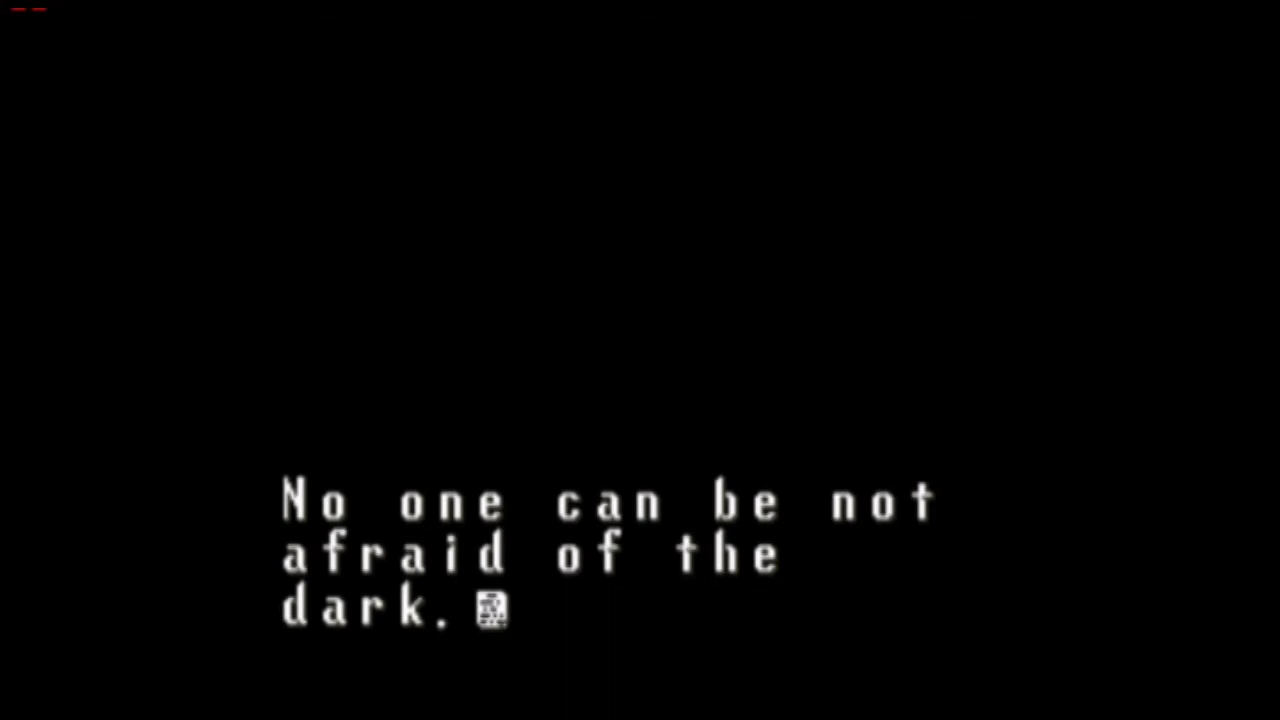 No one can be not
afraid of the
dark.